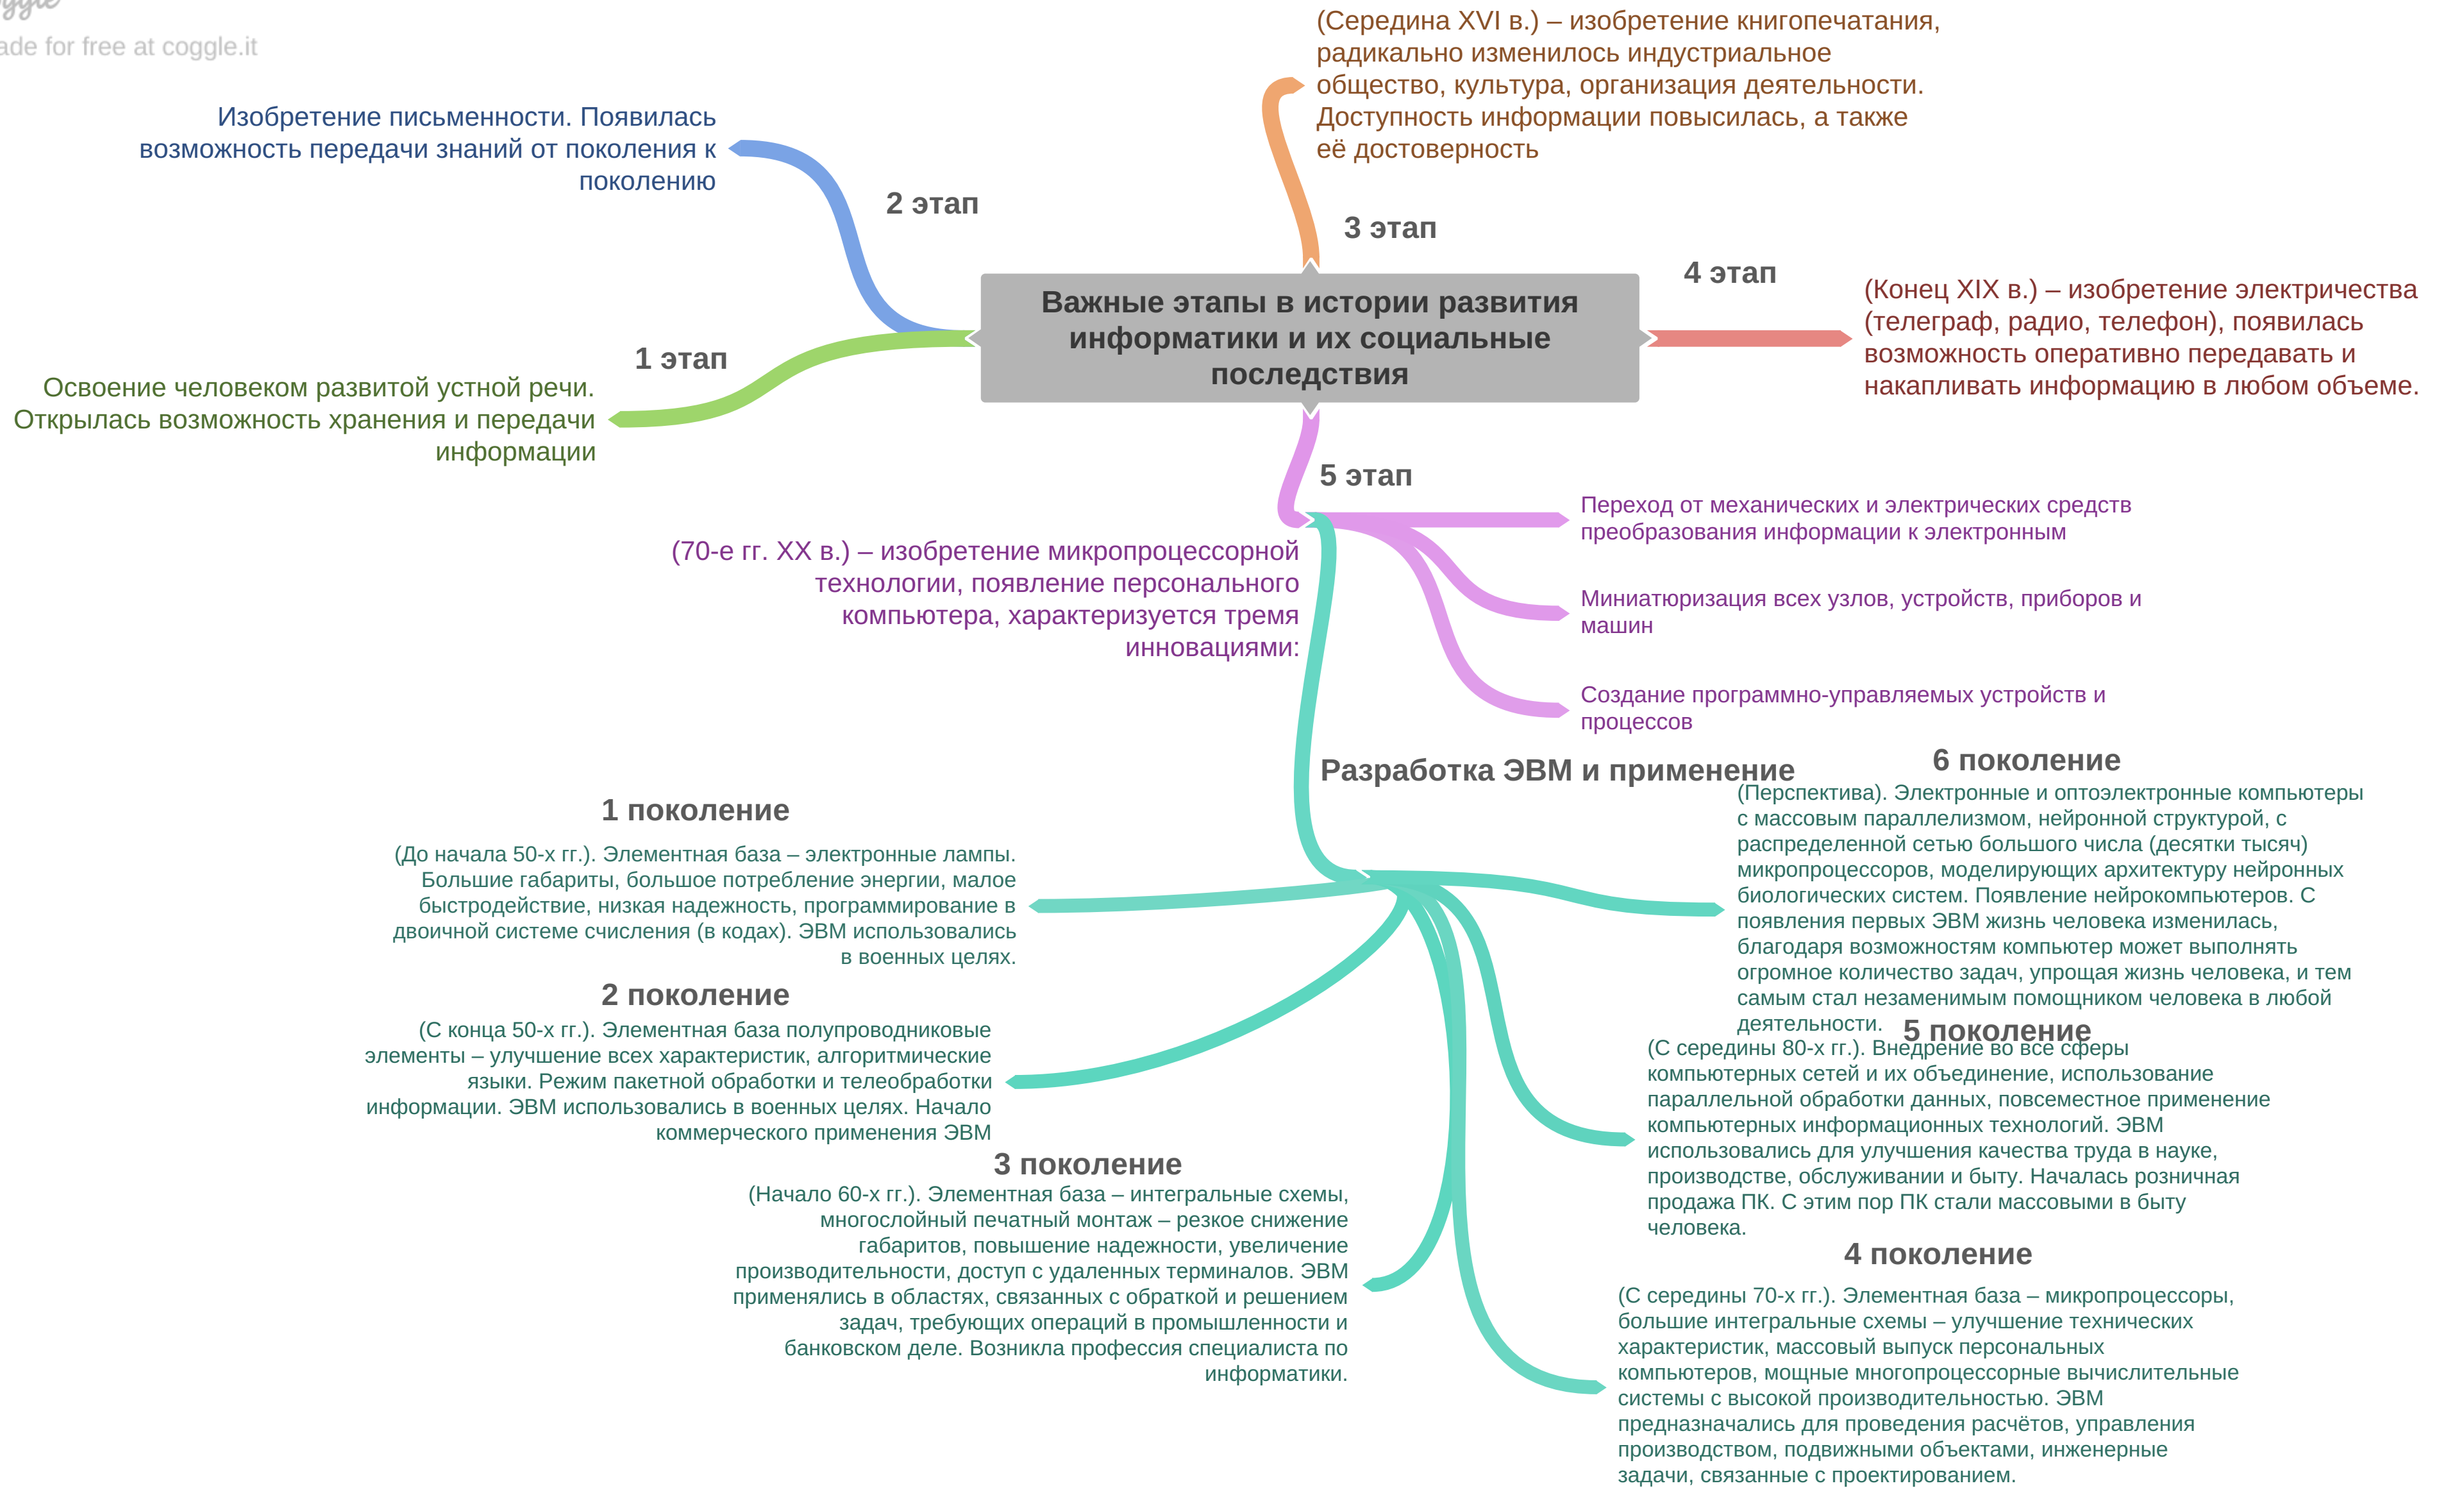 ade for free at coggle.it
(Середина XVI в.) – изобретение книгопечатания,
радикально изменилось индустриальное
общество, культура, организация деятельности.
Доступность информации повысилась, а также
её достоверность
Изобретение письменности. Появилась
возможность передачи знаний от поколения к
поколению
2 этап
3 этап
4 этап
(Конец XIX в.) – изобретение электричества
(телеграф, радио, телефон), появилась
возможность оперативно передавать и
накапливать информацию в любом объеме.
Важные этапы в истории развития
информатики и их социальные
последствия
1 этап
Освоение человеком развитой устной речи.
Открылась возможность хранения и передачи
информации
5 этап
(70-е гг. XX в.) – изобретение микропроцессорной
технологии, появление персонального
компьютера, характеризуется тремя
инновациями:
Переход от механических и электрических средств
преобразования информации к электронным
Миниатюризация всех узлов, устройств, приборов и
машин
Создание программно-управляемых устройств и
процессов
Разработка ЭВМ и применение
1 поколение
(До начала 50-х гг.). Элементная база – электронные лампы.
Большие габариты, большое потребление энергии, малое
быстродействие, низкая надежность, программирование в
двоичной системе счисления (в кодах). ЭВМ использовались
в военных целях.
2 поколение
(С конца 50-х гг.). Элементная база полупроводниковые
элементы – улучшение всех характеристик, алгоритмические
языки. Режим пакетной обработки и телеобработки
информации. ЭВМ использовались в военных целях. Начало
коммерческого применения ЭВМ
3 поколение
(Начало 60-х гг.). Элементная база – интегральные схемы,
многослойный печатный монтаж – резкое снижение
габаритов, повышение надежности, увеличение
производительности, доступ с удаленных терминалов. ЭВМ
применялись в областях, связанных с обраткой и решением
задач, требующих операций в промышленности и
банковском деле. Возникла профессия специалиста по
информатики.
6 поколение
(Перспектива). Электронные и оптоэлектронные компьютеры
с массовым параллелизмом, нейронной структурой, с
распределенной сетью большого числа (десятки тысяч)
микропроцессоров, моделирующих архитектуру нейронных
биологических систем. Появление нейрокомпьютеров. С
появления первых ЭВМ жизнь человека изменилась,
благодаря возможностям компьютер может выполнять
огромное количество задач, упрощая жизнь человека, и тем
самым стал незаменимым помощником человека в любой
деятельности.
5 поколение
(С середины 80-х гг.). Внедрение во все сферы
компьютерных сетей и их объединение, использование
параллельной обработки данных, повсеместное применение
компьютерных информационных технологий. ЭВМ
использовались для улучшения качества труда в науке,
производстве, обслуживании и быту. Началась розничная
продажа ПК. С этим пор ПК стали массовыми в быту
человека.
4 поколение
(С середины 70-х гг.). Элементная база – микропроцессоры,
большие интегральные схемы – улучшение технических
характеристик, массовый выпуск персональных
компьютеров, мощные многопроцессорные вычислительные
системы с высокой производительностью. ЭВМ
предназначались для проведения расчётов, управления
производством, подвижными объектами, инженерные
задачи, связанные с проектированием.